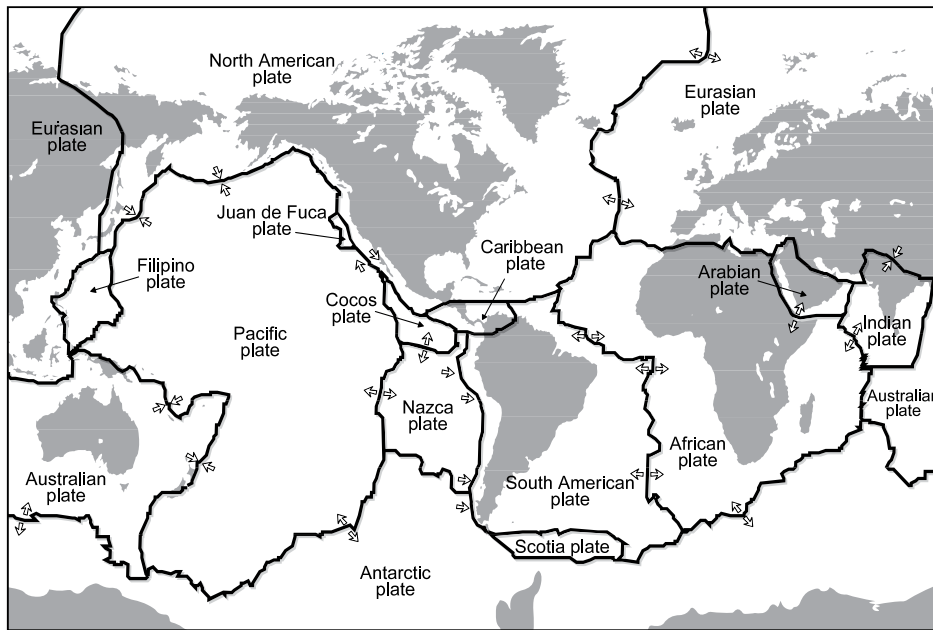 North American
plate
Eurasian
plate
Eurasian
plate
Juan de Fuca
plate
Caribbean
plate
Filipino
plate
Arabian
plate
Cocos
plate
Pacific
plate
Indian
plate
Nazca
plate
Australian
plate
African
plate
Australian
plate
South American
plate
Scotia plate
Antarctic
plate